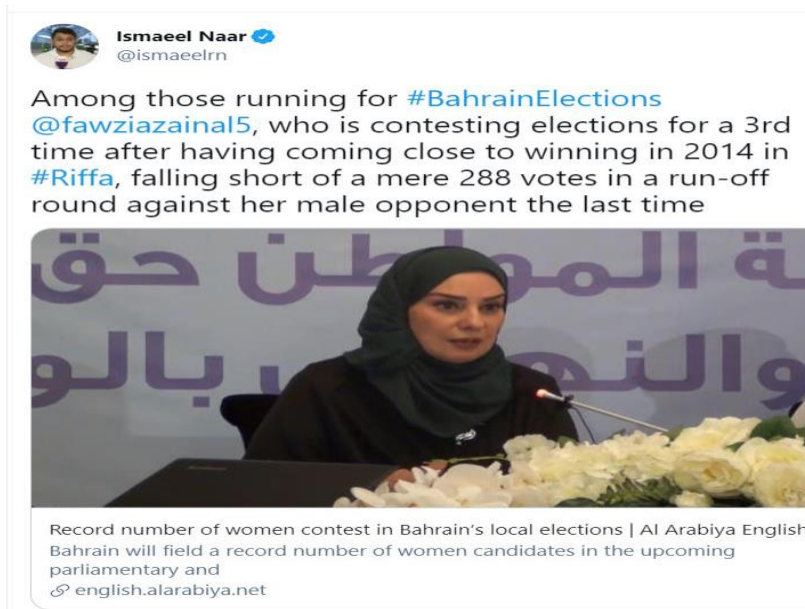 Ismaeel Naar
@ismaeelrn
Among those running for #BahrainElections
@fawziazainal5, who is contesting elections for a 3rd
time after having coming close to winning in 2014 in
#Riffa, falling short of a mere 288 votes in a run-off
round against her male opponent the last time
المواطن حق
Record number of women contest in Bahrain's local elections | Al Arabiya English
Bahrain will field a record number of women candidates in the upcoming
parliamentary and
english.alarabiya.net